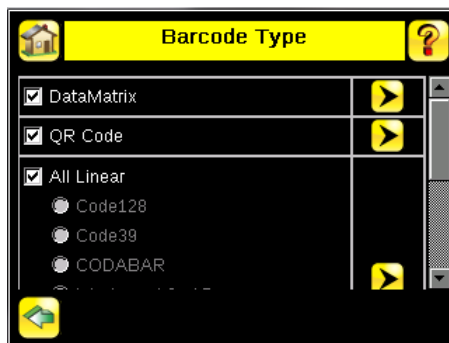 Barcode Type
DataMatrix
QR Code
All Linear
Code128
Code39
CODABAR